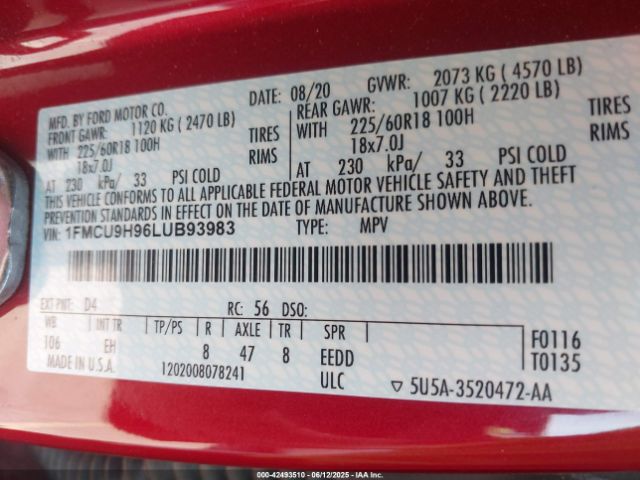 MFD. BY FORD MOTOR CO.
DATE: 08/20 GVWR: 2073 KG ( 4570 LB)
FRONT GAWR: 1120 KG ( 2470 LB)
REAR GAWR: 1007 KG ( 2220 LB)
WITH 225/60R18 100H TIRES
WITH 225/60R18 100H TIRES
18x7.0J RIMS
18x7.0J RIMS
AT 230 kPa/ 33 PSI COLD
AT 230 kPa/ 33 PSI COLD
THIS VEHICLE CONFORMS TO ALL APPLICABLE FEDERAL MOTOR VEHICLE SAFETY AND THEFT
PREVENTION STANDARDS IN EFFECT ON THE DATE OF MANUFACTURE SHOWN ABOVE.
VIN: 1FMCU9H96LUB93983 TYPE: MPV
EXT PNT: D4 RC: 56 DSO:
WB INT TR TP/PS R AXLE TR SPR
106 EH 8 47 8 EEDD
F0116
T0135
MADE IN U.S.A. 1202008078241 ULC
▽ 5U5A-3520472-AA
000-42493510 - 06/12/2025 - IAAI.COM